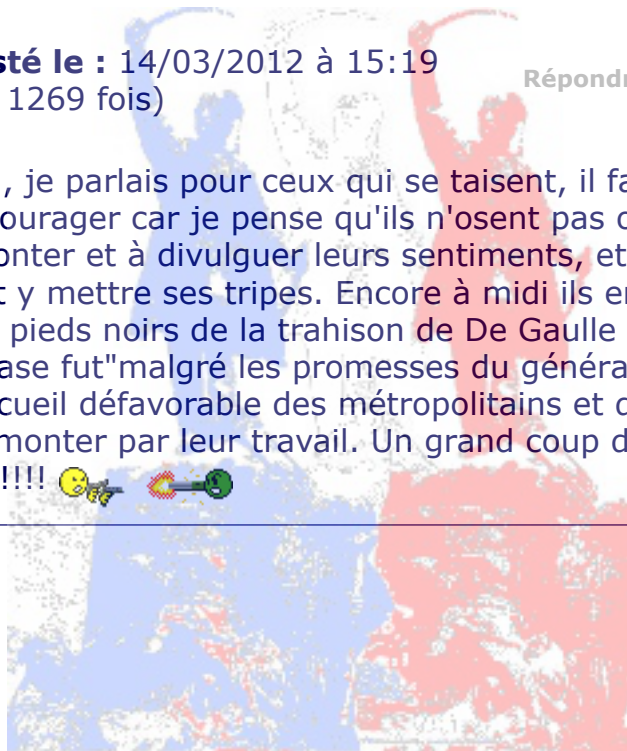 sté le : 14/03/2012 à 15:19
Répond
1269 fois)
, je parlais pour ceux qui se taisent, il fa
ourager car je pense qu'ils n'osent pas
onter et à divulguer leurs sentiments, et
t y mettre ses tripes. Encore à midi ils e
pieds noirs de la trahison de De Gaulle
ase fut"malgré les promesses du généra
cueil défavorable des métropolitains et
monter par leur travail. Un grand coup d
!!!!